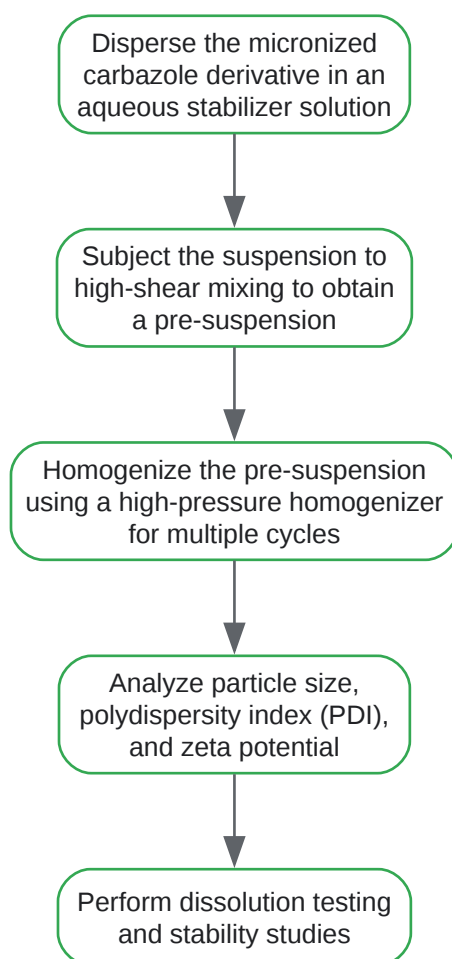 Disperse the micronized
carbazole derivative in an
aqueous stabilizer solution
Subject the suspension to
high-shear mixing to obtain
a pre-suspension
Homogenize the pre-suspension
using a high-pressure homogenizer
for multiple cycles
Analyze particle size,
polydispersity index (PDI),
and zeta potential
Perform dissolution testing
and stability studies